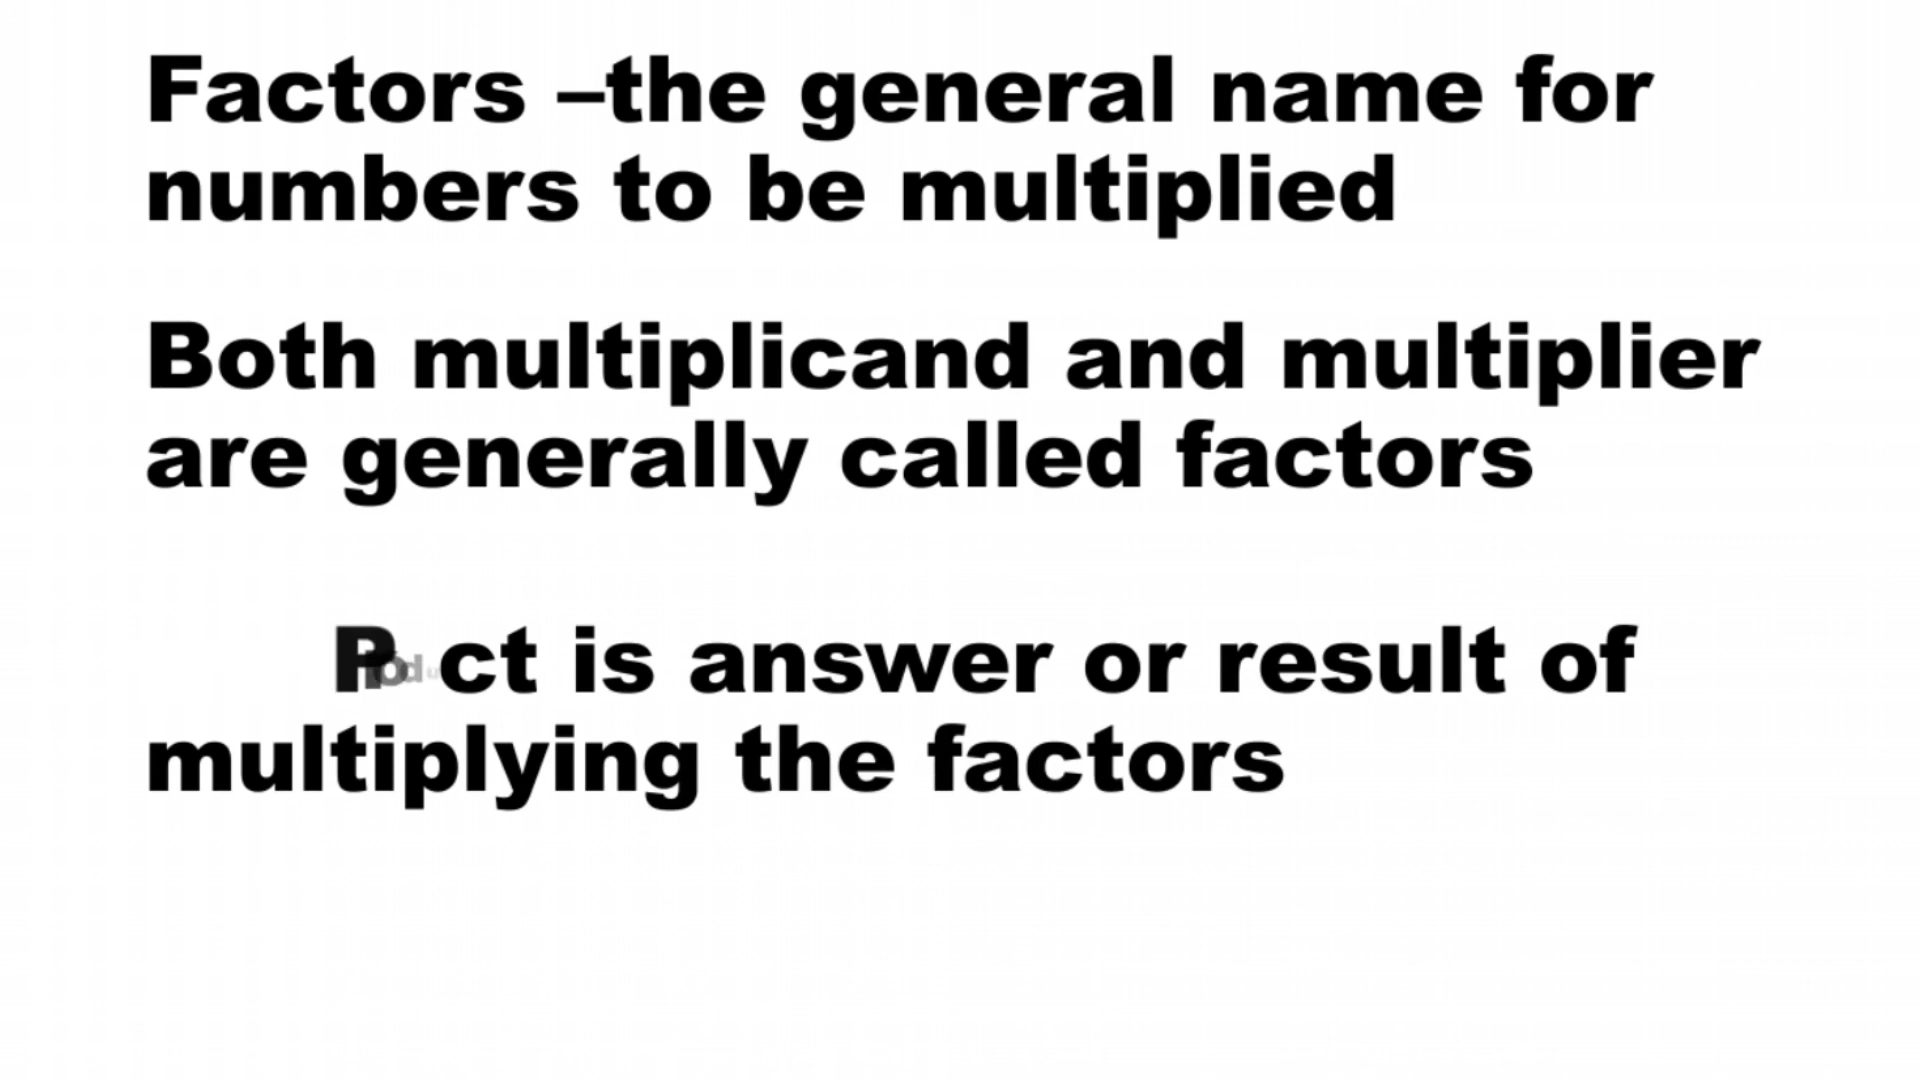 Factors –the general name for
numbers to be multiplied
Both multiplicand and multiplier
are generally called factors
Product is answer or result of
multiplying the factors